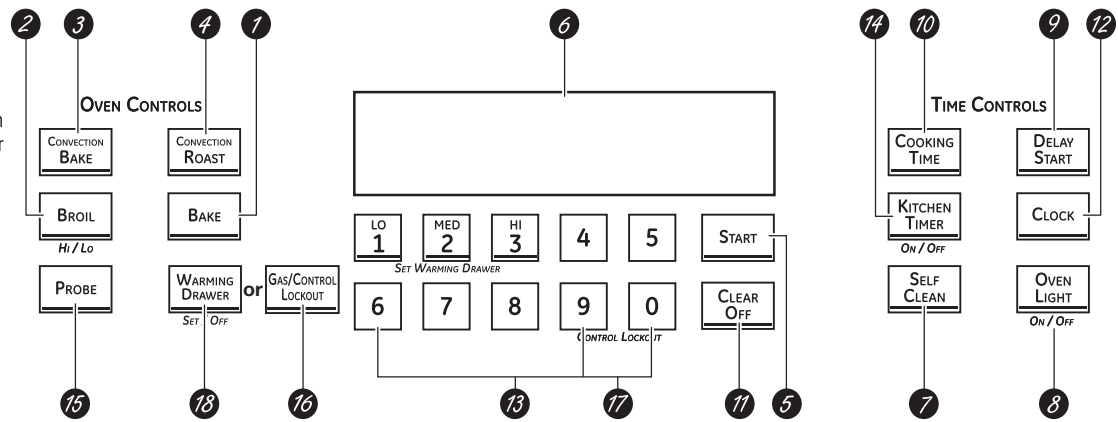 2 3 4 1 6 14 10 9 12
OVEN CONTROLS
TIME CONTROLS
CONVECTION
BAKE
CONVECTION
ROAST
COOKING
TIME
DELAY
START
BROIL
HI / LO
BAKE
LO
1
MED
2
HI
3
4
5
SET WARMING DRAWER
START
KITCHEN
TIMER
ON / OFF
CLOCK
PROBE
WARMING
DRAWER
SET / OFF
or
GAS/CONTROL
LOCKOUT
6
7
8
9
0
CONTROL LOCKOUT
CLEAR
OFF
SELF
CLEAN
OVEN
LIGHT
ON / OFF
15 18 16 13 17 11 5 7 8